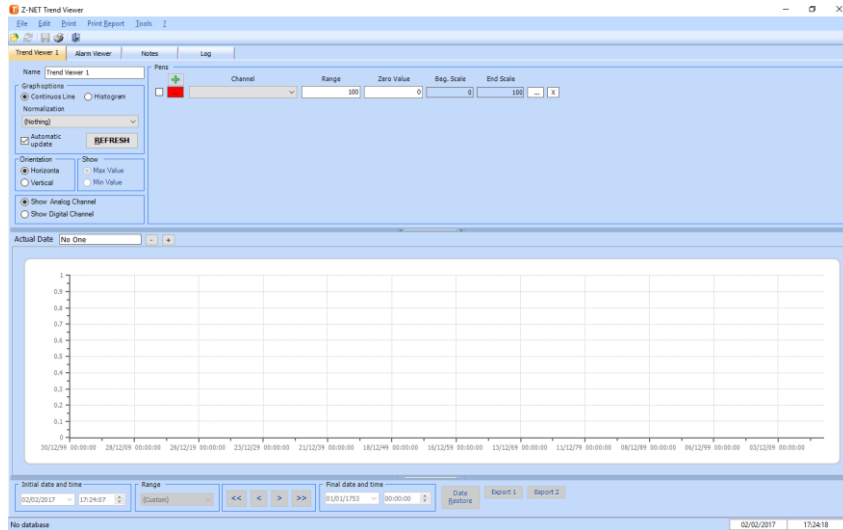 Z-NET Trend Viewer
File Edit Print Print Report Tools ?
Trend Viewer 1 Alarm Viewer Notes Log
Name Trend Viewer 1
Pens
Channel Range Zero Value Beg. Scale End Scale
100 0 0 100 ... X
Graphoptions
Continuos Line Histogram
Normalization
(Nothing)
Automatic
update
REFRESH
Orientation Show
Horizonta Max Value
Vertical Min Value
Show Analog Channel
Show Digital Channel
Actual Date No One - +
1
0.9
0.8
0.7
0.6
0.5
0.4
0.3
0.2
0.1
0
30/12/99 00:00:00 28/12/09 00:00:00 26/12/19 00:00:00 23/12/29 00:00:00 21/12/39 00:00:00 18/12/49 00:00:00 16/12/59 00:00:00 13/12/69 00:00:00 11/12/79 00:00:00 08/12/89 00:00:00 06/12/99 00:00:00 03/12/09 00:00:00
Initial date and time Range Final date and time
02/02/2017 17:24:07 (Custom) << < > >> 01/01/1753 00:00:00 Date Restore Export 1 Export 2
No database 02/02/2017 17:24:18